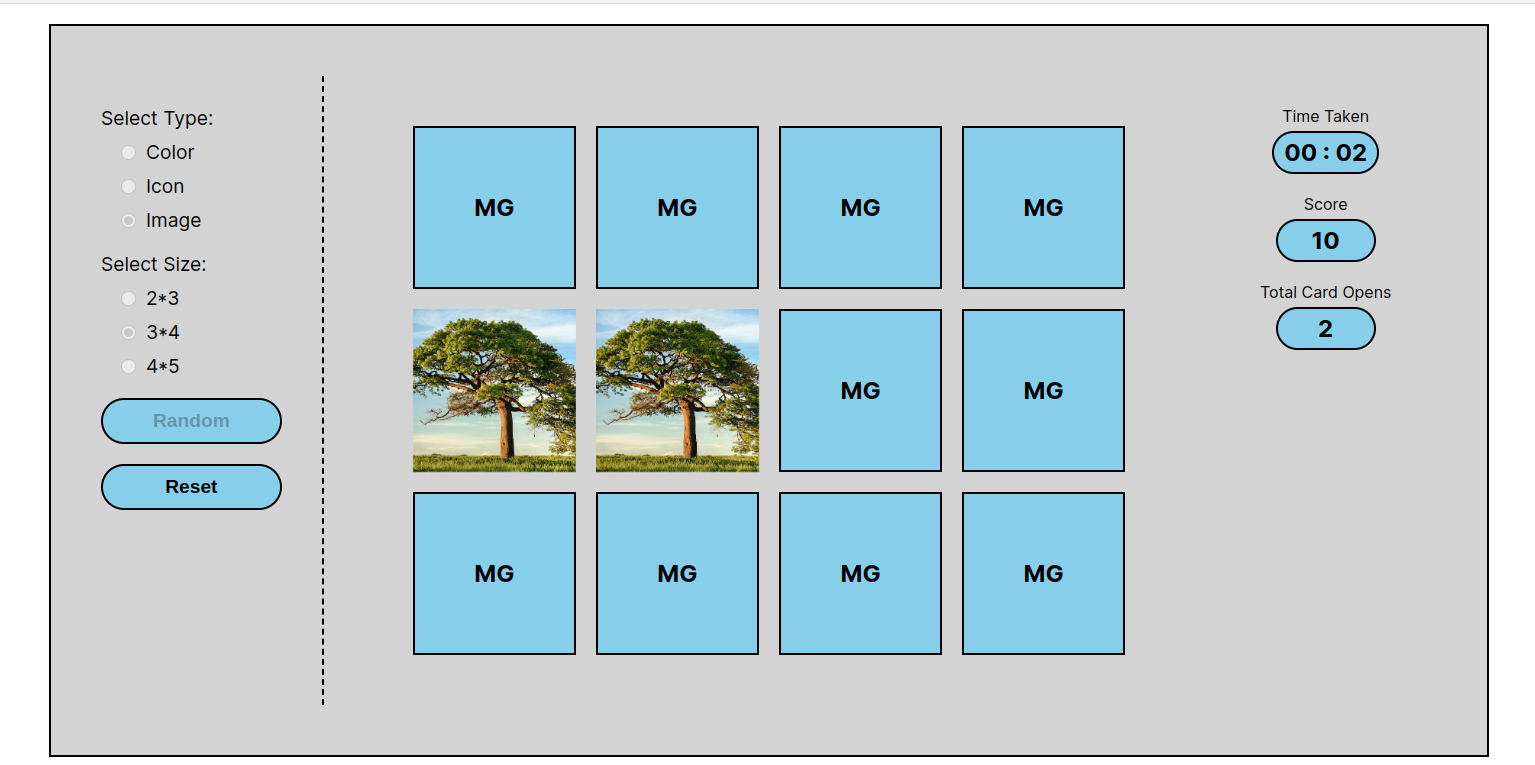 Select Type:
Color
Icon
Image
Select Size:
2*3
3*4
4*5
Random
Reset
MG MG MG MG
MG MG
MG MG MG MG
Time Taken
00 : 02
Score
10
Total Card Opens
2